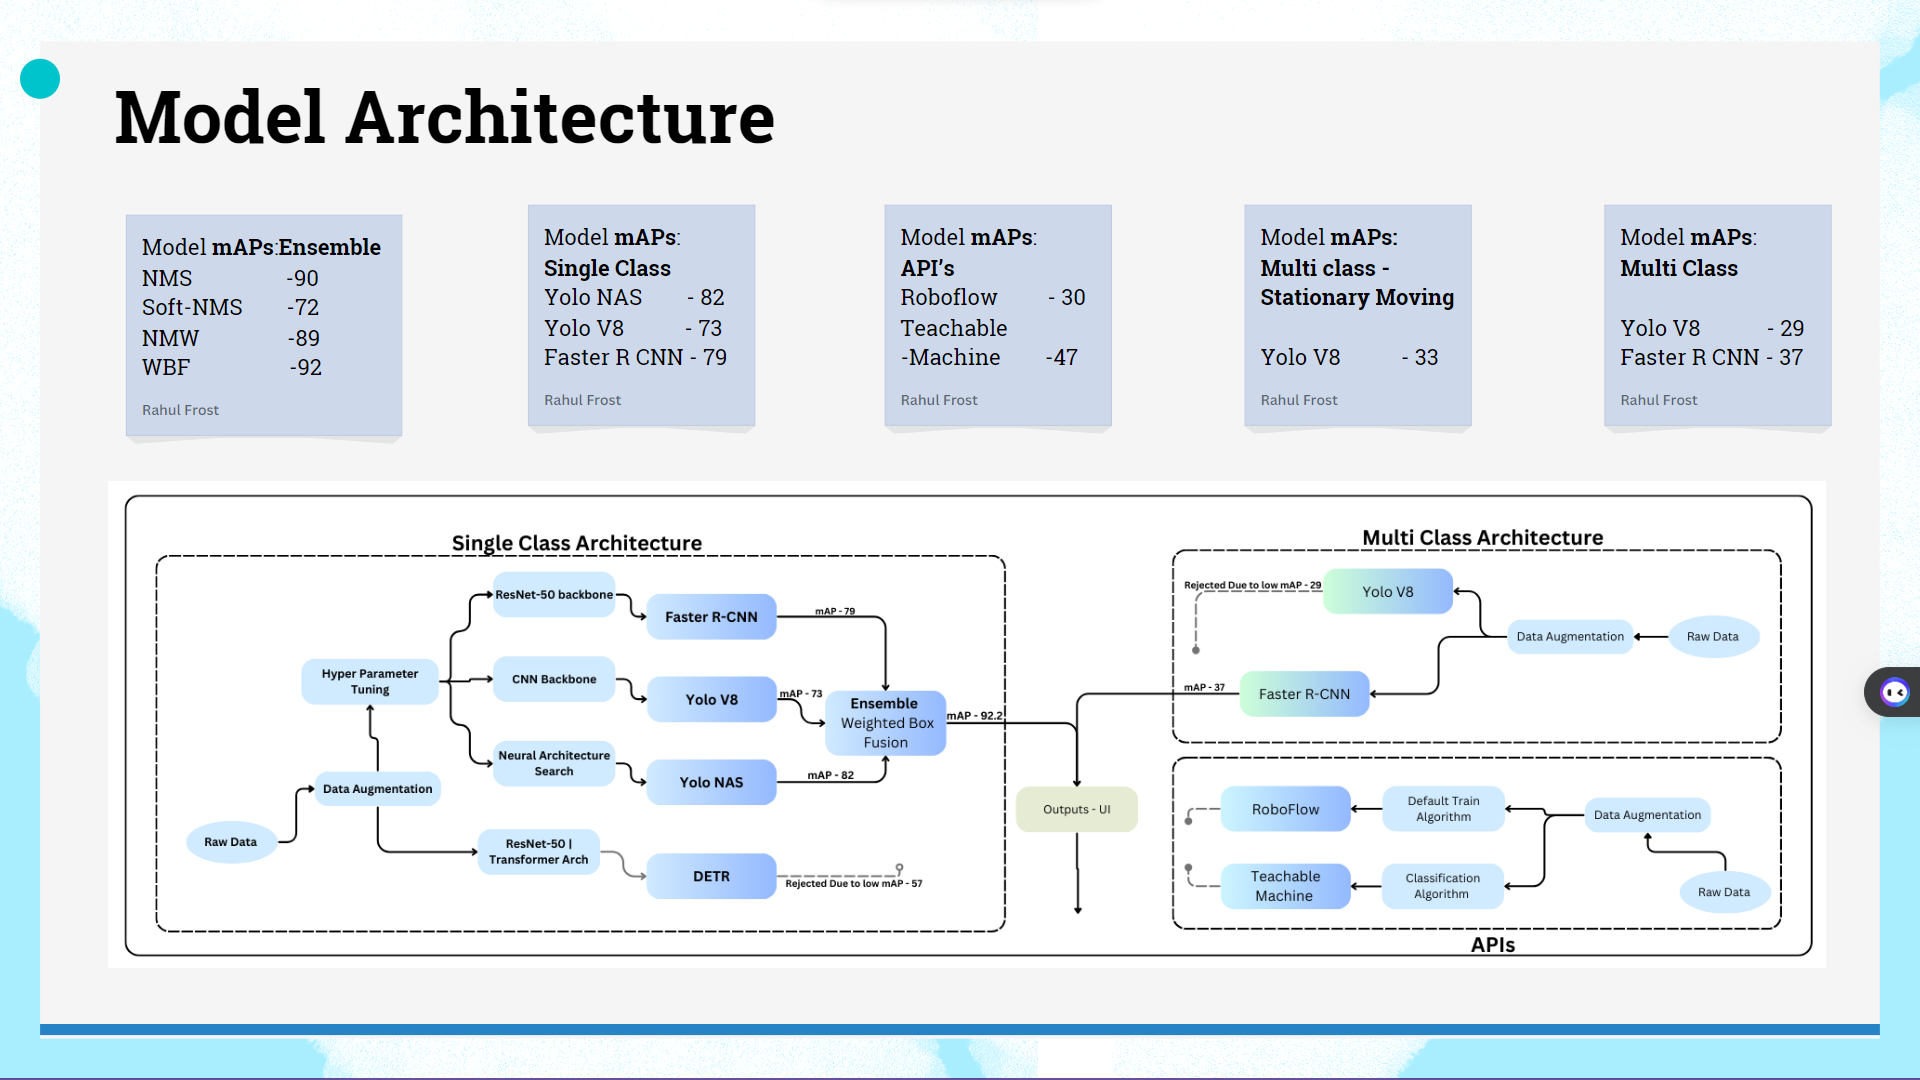 Model Architecture
Model mAPs:Ensemble
NMS -90
Soft-NMS -72
NMW -89
WBF -92
Rahul Frost
Model mAPs:
Single Class
Yolo NAS - 82
Yolo V8 - 73
Faster R CNN - 79
Rahul Frost
Model mAPs:
API’s
Roboflow - 30
Teachable
-Machine -47
Rahul Frost
Model mAPs:
Multi class -
Stationary Moving
Yolo V8 - 33
Rahul Frost
Model mAPs:
Multi Class
Yolo V8 - 29
Faster R CNN - 37
Rahul Frost
Single Class Architecture
ResNet-50 backbone
Faster R-CNN
mAP - 79
Hyper Parameter
Tuning
CNN Backbone
Yolo V8
mAP - 73
Ensemble
Weighted Box
Fusion
mAP - 92.2
Neural Architecture
Search
Yolo NAS
mAP - 82
Data Augmentation
Raw Data
ResNet-50 |
Transformer Arch
DETR
Rejected Due to low mAP - 57
Outputs - UI
Multi Class Architecture
Rejected Due to low mAP - 29
Yolo V8
Data Augmentation
Raw Data
mAP - 37
Faster R-CNN
RoboFlow
Default Train
Algorithm
Data Augmentation
Teachable
Machine
Classification
Algorithm
Raw Data
APIs